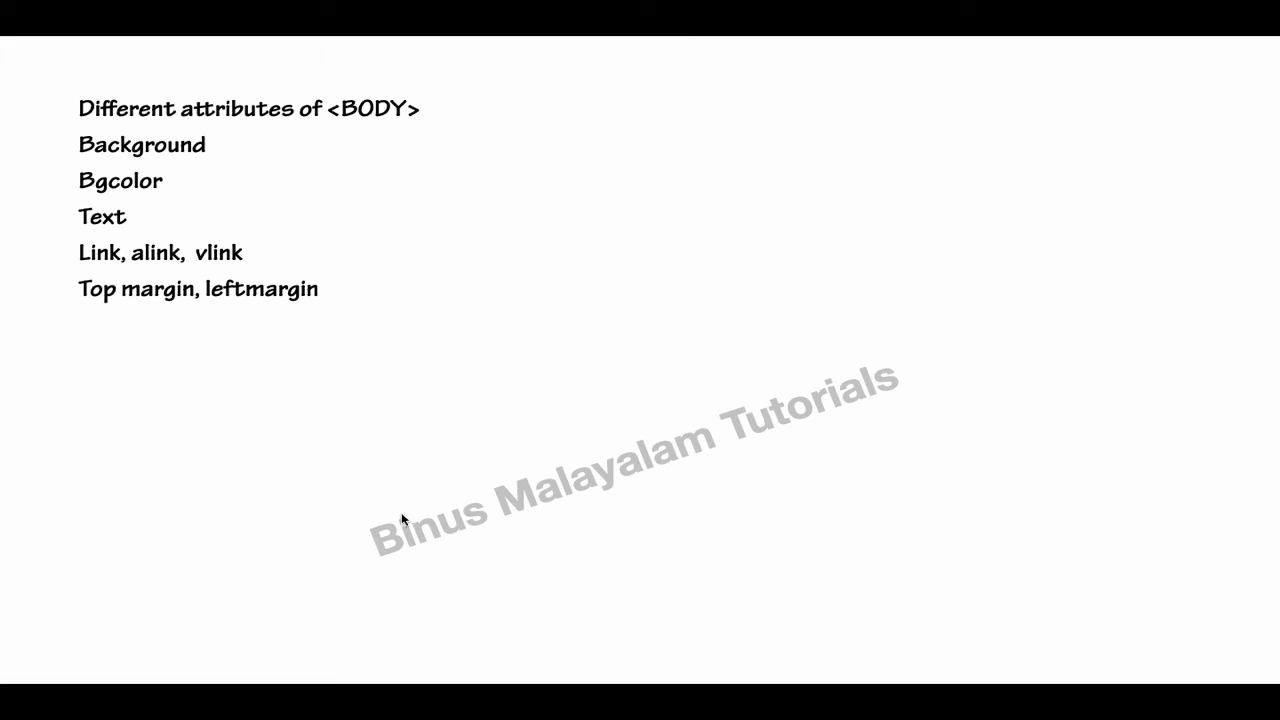 Different attributes of <BODY>
Background
Bgcolor
Text
Link, alink, vlink
Top margin, leftmargin
Binus Malayalam Tutorials